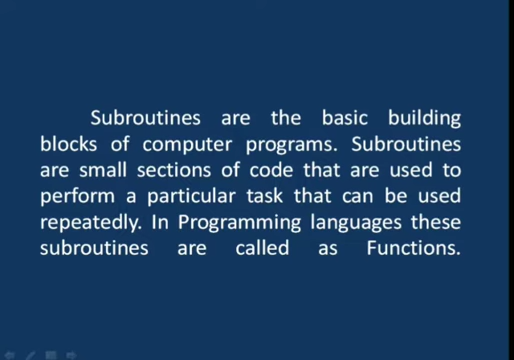 Subroutines are the basic building
blocks of computer programs. Subroutines
are small sections of code that are used to
perform a particular task that can be used
repeatedly. In Programming languages these
subroutines are called as Functions.